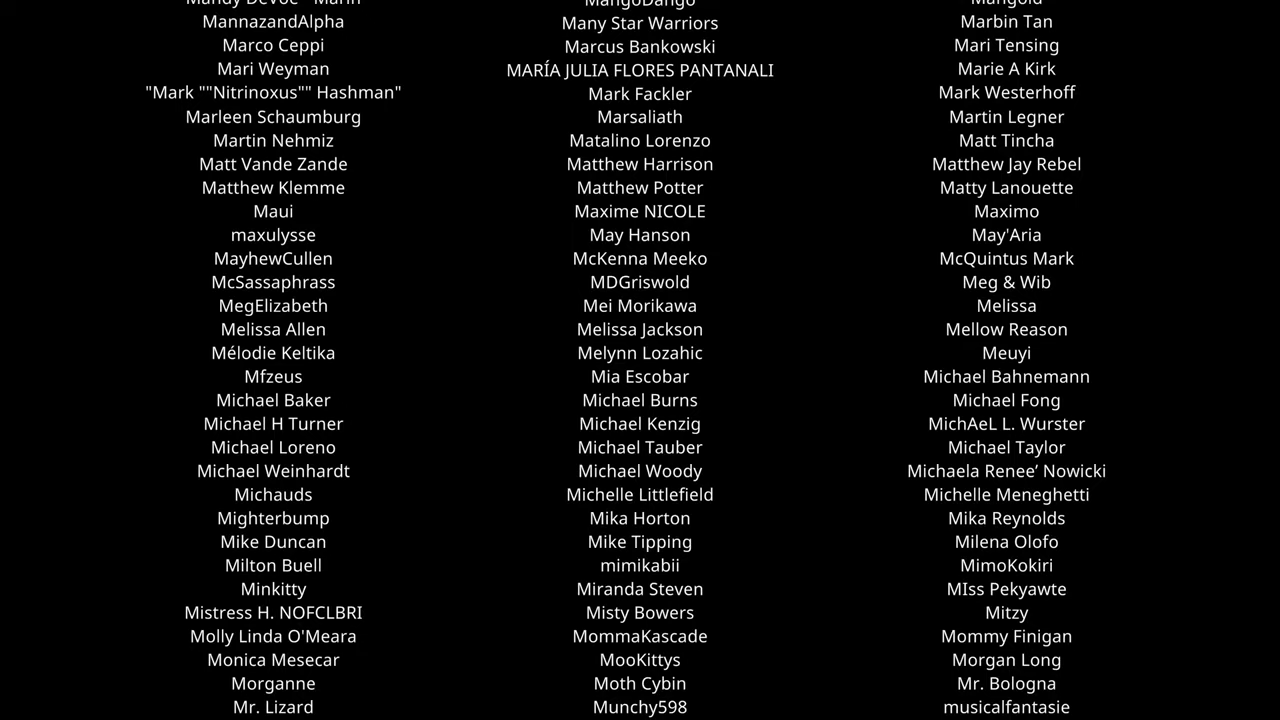 Mandy DeVoe - Marin MangoDango Mangold
MannazandAlpha Many Star Warriors Marbin Tan
Marco Ceppi Marcus Bankowski Mari Tensing
Mari Weyman MARÍA JULIA FLORES PANTANALI Marie A Kirk
"Mark ""Nitrinoxus"" Hashman" Mark Fackler Mark Westerhoff
Marleen Schaumburg Marsaliath Martin Legner
Martin Nehmiz Matalino Lorenzo Matt Tincha
Matt Vande Zande Matthew Harrison Matthew Jay Rebel
Matthew Klemme Matthew Potter Matty Lanouette
Maui Maxime NICOLE Maximo
maxulysse May Hanson May'Aria
MayhewCullen McKenna Meeko McQuintus Mark
McSassaphrass MDGriswold Meg & Wib
MegElizabeth Mei Morikawa Melissa
Melissa Allen Melissa Jackson Mellow Reason
Mélodie Keltika Melynn Lozahic Meuyi
Mfzeus Mia Escobar Michael Bahnemann
Michael Baker Michael Burns Michael Fong
Michael H Turner Michael Kenzig MichAeL L. Wurster
Michael Loreno Michael Tauber Michael Taylor
Michael Weinhardt Michael Woody Michaela Renee’ Nowicki
Michauds Michelle Littlefield Michelle Meneghetti
Mighterbump Mika Horton Mika Reynolds
Mike Duncan Mike Tipping Milena Olofo
Milton Buell mimikabii MimoKokiri
Minkitty Miranda Steven MIss Pekyawte
Mistress H. NOFCLBRI Misty Bowers Mitzy
Molly Linda O'Meara MommaKascade Mommy Finigan
Monica Mesecar MooKittys Morgan Long
Morganne Moth Cybin Mr. Bologna
Mr. Lizard Munchy598 musicalfantasie